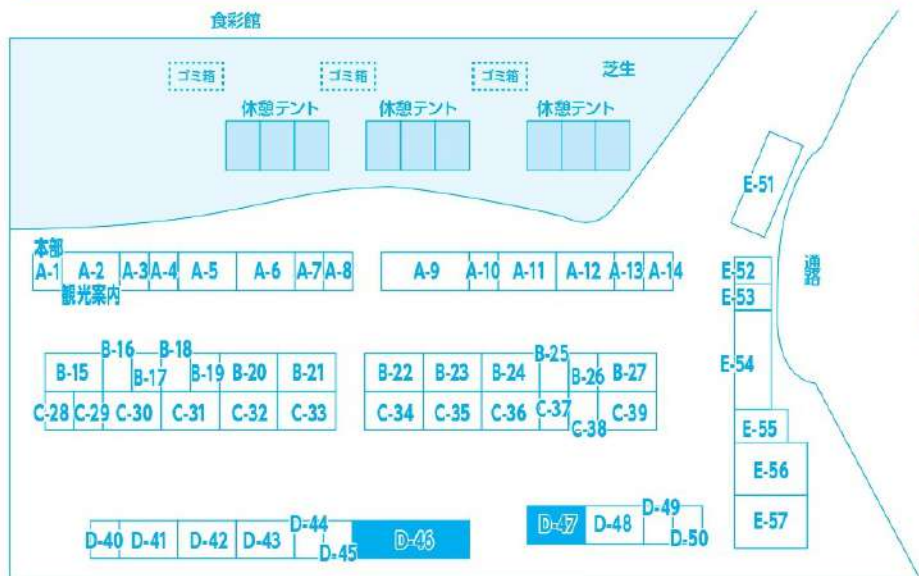 食彩館
芝生
ゴミ箱 ゴミ箱 ゴミ箱
休憩テント 休憩テント 休憩テント
E-51
本部
A-1 A-2 A-3 A-4 A-5 A-6 A-7 A-8 A-9 A-10 A-11 A-12 A-13 A-14
観光案内
E-52
通路
E-53
B-16 B-18 B-25
E-54
B-15 B-17 B-19 B-20 B-21 B-22 B-23 B-24 B-26 B-27
C-28 C-29 C-30 C-31 C-32 C-33 C-34 C-35 C-36 C-37 C-39
C-38
E-55
E-56
D-44 D-49
D-40 D-41 D-42 D-43 D-45 D-46 D-47 D-48 D-50
E-57